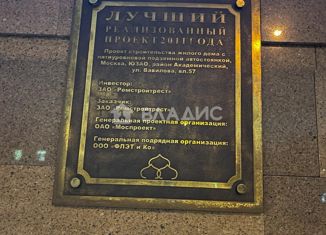 ЛУЧШИЙ
РЕАЛИЗОВАННЫЙ
ПРОЕКТ 2011 ГОДА
Проект строительства жилого дома с
пятиуровневой подземной автостоянкой,
Москва, ЮЗАО, район Академический,
ул. Вавилова, вл.57
Инвестор:
ЗАО "Ремстройтрест"
Заказчик:
ЗАО "Ремстройтрест"
Генеральная проектная организация:
ОАО "Моспроект"
Генеральная подрядная организация:
ООО "ФЛЭТ и Ко"